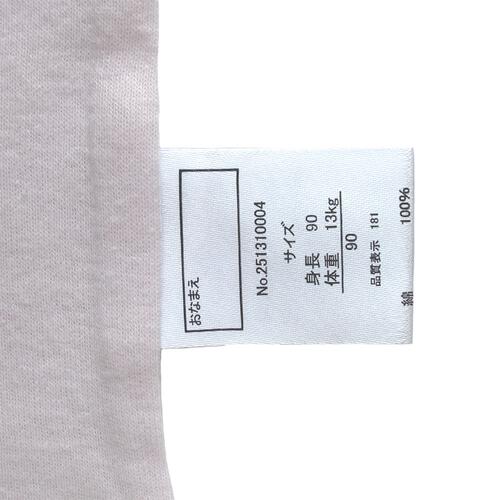 おなまえ
No.251310004
サイズ
身長 90
体重 13kg
90
品質表示 181
綿 100%